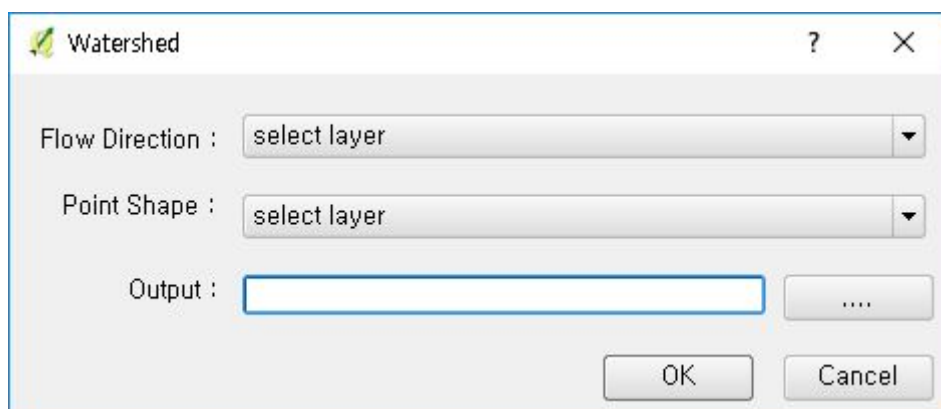 Watershed ?
Flow Direction : select layer
Point Shape : select layer
Output : ....
OK Cancel